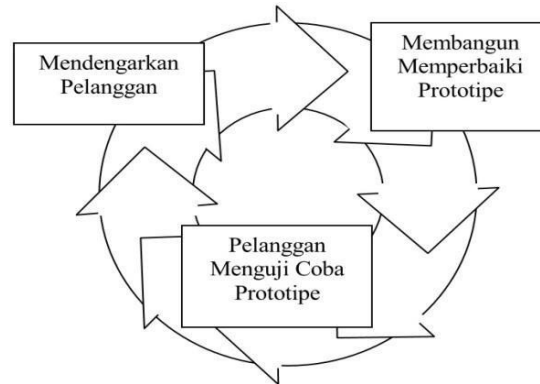 Mendengarkan
Pelanggan
Membangun
Memperbaiki
Prototipe
Pelanggan
Menguji Coba
Prototipe